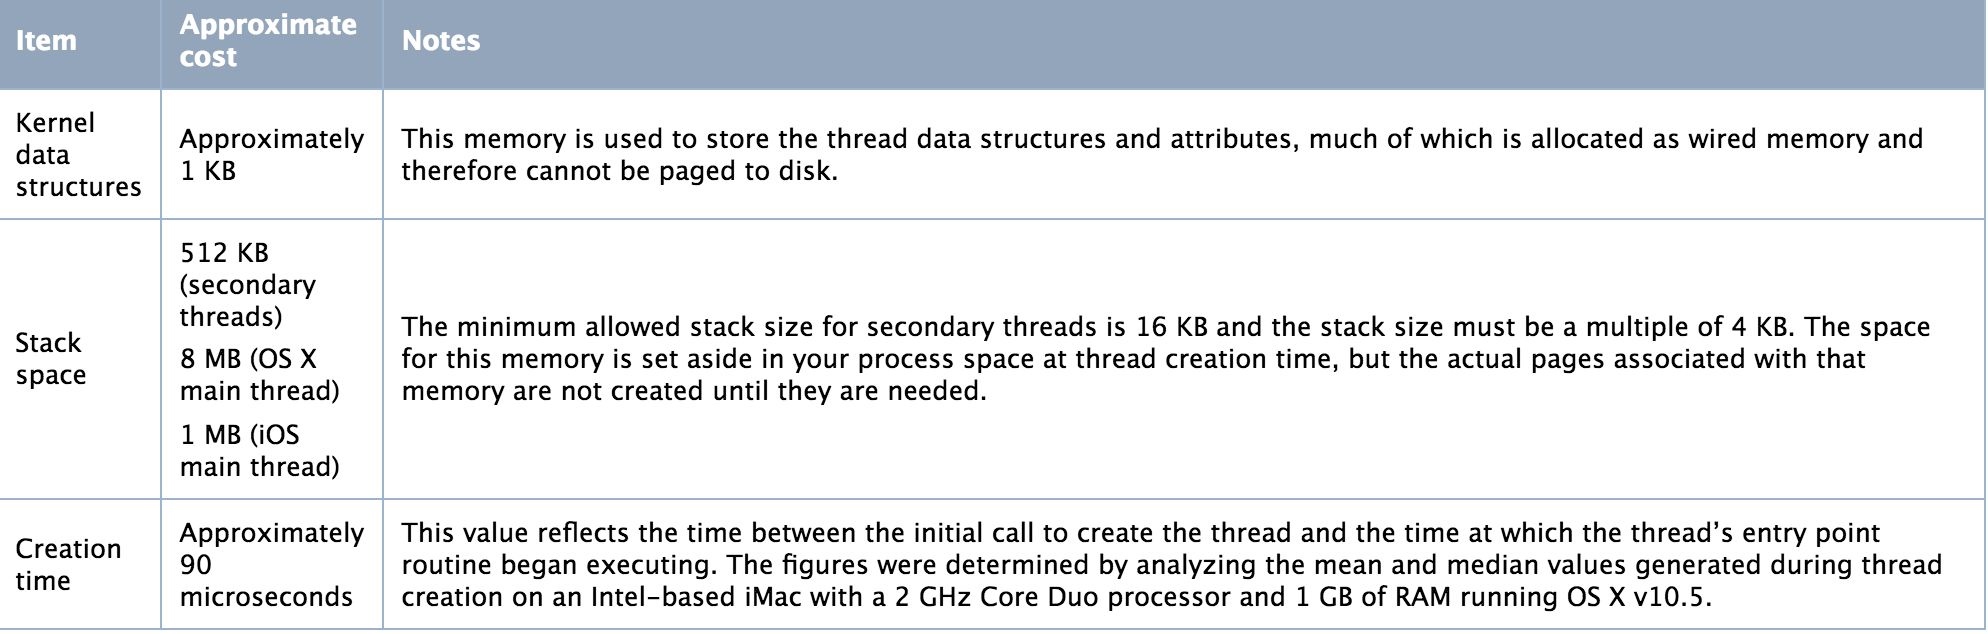 Item
Approximate
cost
Notes
Kernel
data
structures
Approximately
1 KB
This memory is used to store the thread data structures and attributes, much of which is allocated as wired memory and
therefore cannot be paged to disk.
Stack
space
512 KB
(secondary
threads)
8 MB (OS X
main thread)
1 MB (iOS
main thread)
The minimum allowed stack size for secondary threads is 16 KB and the stack size must be a multiple of 4 KB. The space
for this memory is set aside in your process space at thread creation time, but the actual pages associated with that
memory are not created until they are needed.
Creation
time
Approximately
90
microseconds
This value reflects the time between the initial call to create the thread and the time at which the thread’s entry point
routine began executing. The figures were determined by analyzing the mean and median values generated during thread
creation on an Intel-based iMac with a 2 GHz Core Duo processor and 1 GB of RAM running OS X v10.5.